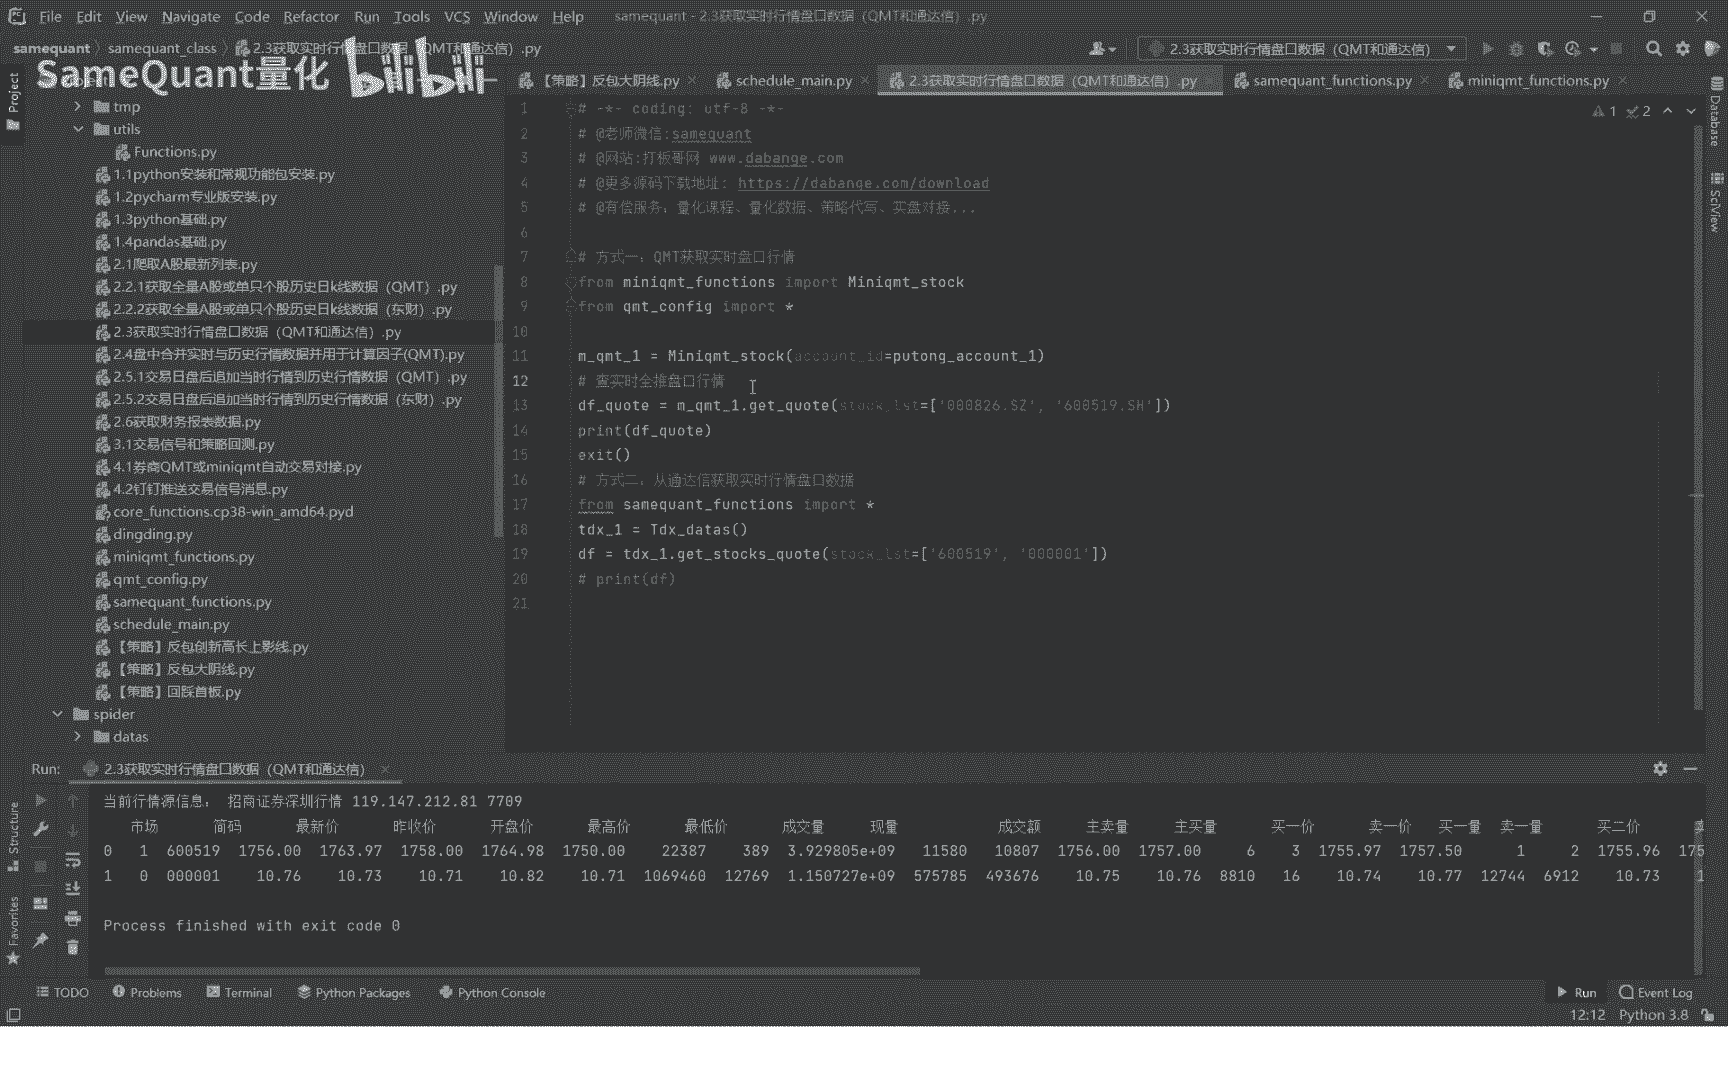 File Edit View Navigate Code Refactor Run Tools VCS Window Help samequant - 2.3获取实时行情盘口数据（QMT和通达信）.py
samequant samequant_class 2.3获取实时行情盘口数据（QMT和通达信）.py 2.3获取实时行情盘口数据（QMT和通达信）
SameQuant量化 bilibili
【策略】反包大阴线.py schedule_main.py 2.3获取实时行情盘口数据（QMT和通达信）.py samequant_functions.py miniqmt_functions.py
Project
tmp
utils
Functions.py
1.1python安装和常规功能包安装.py
1.2pycharm专业版安装.py
1.3python基础.py
1.4pandas基础.py
2.1爬取A股最新列表.py
2.2.1获取全量A股或单只个股历史日k线数据（QMT）.py
2.2.2获取全量A股或单只个股历史日k线数据（东财）.py
2.3获取实时行情盘口数据（QMT和通达信）.py
2.4盘中合并实时与历史行情数据并用于计算因子(QMT).py
2.5.1交易日盘后追加当时行情到历史行情数据（QMT）.py
2.5.2交易日盘后追加当时行情到历史行情数据（东财）.py
2.6获取财务报表数据.py
3.1交易信号和策略回测.py
4.1券商QMT或miniqmt自动交易对接.py
4.2钉钉推送交易信号消息.py
core_functions.cp38-win_amd64.pyd
dingding.py
miniqmt_functions.py
qmt_config.py
samequant_functions.py
schedule_main.py
【策略】反包创新高长上影线.py
【策略】反包大阴线.py
【策略】回踩首板.py
spider
datas
1 # -*- coding: utf-8 -*-
2 # @老师微信:samequant
3 # @网站:打板哥网 www.dabange.com
4 # @更多源码下载地址: https://dabange.com/download
5 # @有偿服务：量化课程、量化数据、策略代写、实盘对接...
6
7 # 方式一：QMT获取实时盘口行情
8 from miniqmt_functions import Miniqmt_stock
9 from qmt_config import *
10
11 m_qmt_1 = Miniqmt_stock(account_id=putong_account_1)
12 # 查实时全推盘口行情
13 df_quote = m_qmt_1.get_quote(stock_lst=['000826.SZ', '600519.SH'])
14 print(df_quote)
15 exit()
16 # 方式二：从通达信获取实时行情盘口数据
17 from samequant_functions import *
18 tdx_1 = Tdx_datas()
19 df = tdx_1.get_stocks_quote(stock_lst=['600519', '000001'])
20 # print(df)
21
1 2
Database
SciView
Run: 2.3获取实时行情盘口数据（QMT和通达信）
当前行情源信息： 招商证券深圳行情 119.147.212.81 7709
市场 简码 最新价 昨收价 开盘价 最高价 最低价 成交量 现量 成交额 主卖量 主买量 买一价 卖一价 买一量 卖一量 买二价
0 1 600519 1756.00 1763.97 1758.00 1764.98 1750.00 22387 389 3.929805e+09 11580 10807 1756.00 1757.00 6 3 1755.97 1757.50 1 2 1755.96 175
1 0 000001 10.76 10.73 10.71 10.82 10.71 1069460 12769 1.150727e+09 575785 493676 10.75 10.76 8810 16 10.74 10.77 12744 6912 10.73 1
Process finished with exit code 0
Structure
Favorites
TODO Problems Terminal Python Packages Python Console Run Event Log
12:12 Python 3.8